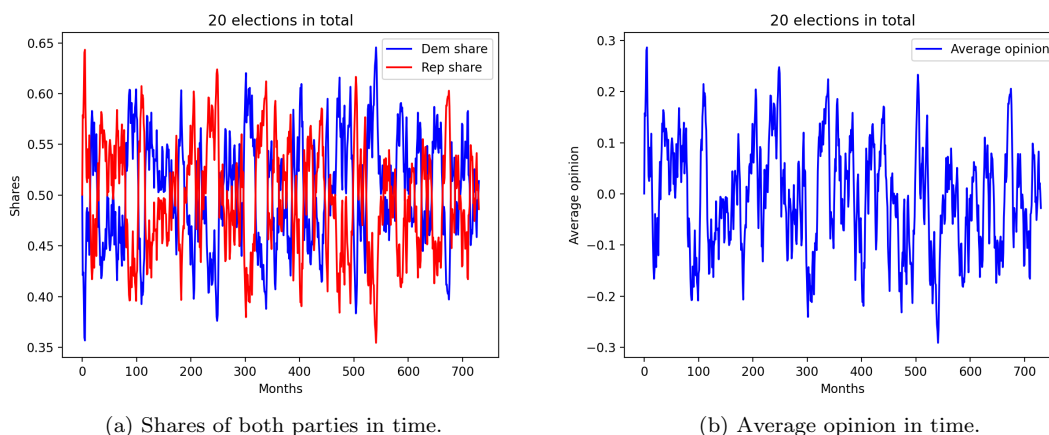 20 elections in total
Dem share
Rep share
0.65
0.60
0.55
0.50
0.45
0.40
0.35
Shares
0 100 200 300 400 500 600 700
Months
(a) Shares of both parties in time.
20 elections in total
Average opinion
0.3
0.2
0.1
0.0
−0.1
−0.2
−0.3
Average opinion
0 100 200 300 400 500 600 700
Months
(b) Average opinion in time.